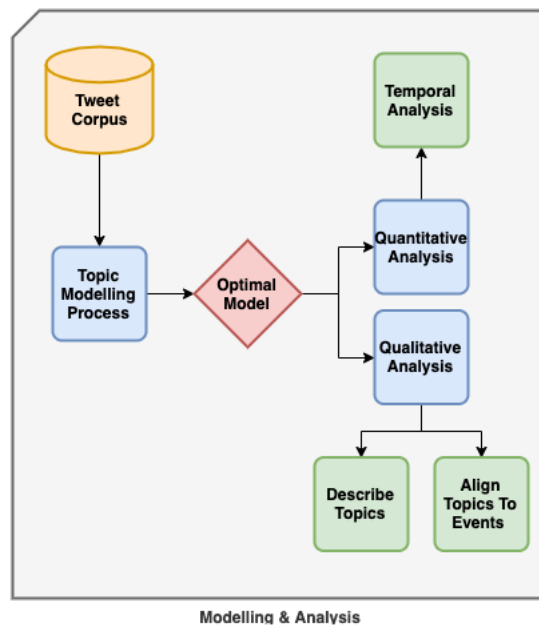 Tweet
Corpus
Temporal
Analysis
Topic
Modelling
Process
Optimal
Model
Quantitative
Analysis
Qualitative
Analysis
Describe
Topics
Align
Topics To
Events
Modelling & Analysis